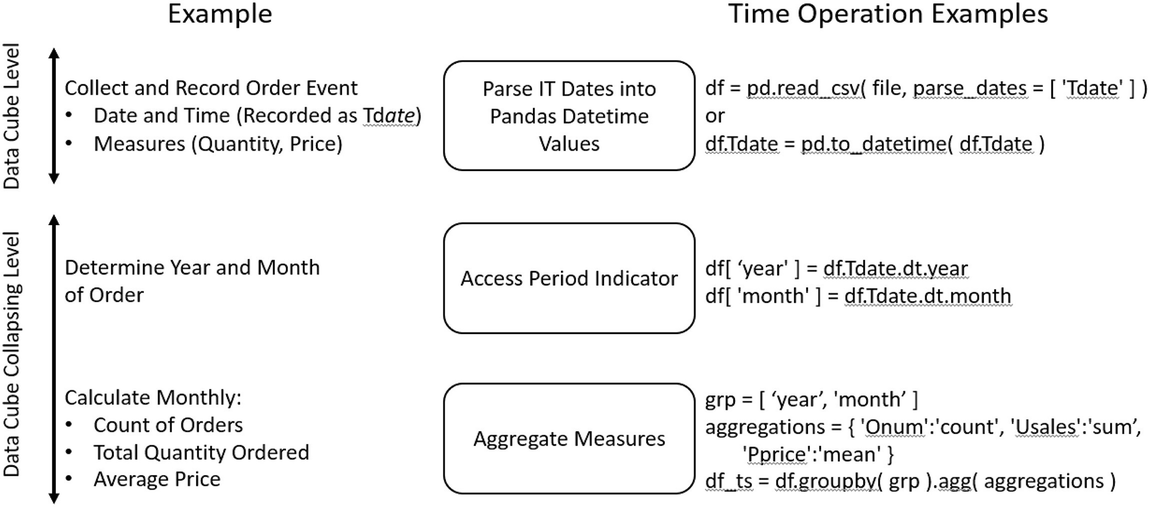 Example
Time Operation Examples
Data Cube Level
Collect and Record Order Event
• Date and Time (Recorded as Tdate)
• Measures (Quantity, Price)
Parse IT Dates into
Pandas Datetime
Values
df = pd.read_csv( file, parse_dates = [ 'Tdate' ] )
or
df.Tdate = pd.to_datetime( df.Tdate )
Data Cube Collapsing Level
Determine Year and Month
of Order
Access Period Indicator
df[ ‘year' ] = df.Tdate.dt.year
df[ 'month' ] = df.Tdate.dt.month
Calculate Monthly:
• Count of Orders
• Total Quantity Ordered
• Average Price
Aggregate Measures
grp = [ ‘year’, 'month’ ]
aggregations = { 'Onum':'count', 'Usales':'sum’,
'Pprice':'mean' }
df_ts = df.groupby( grp ).agg( aggregations )